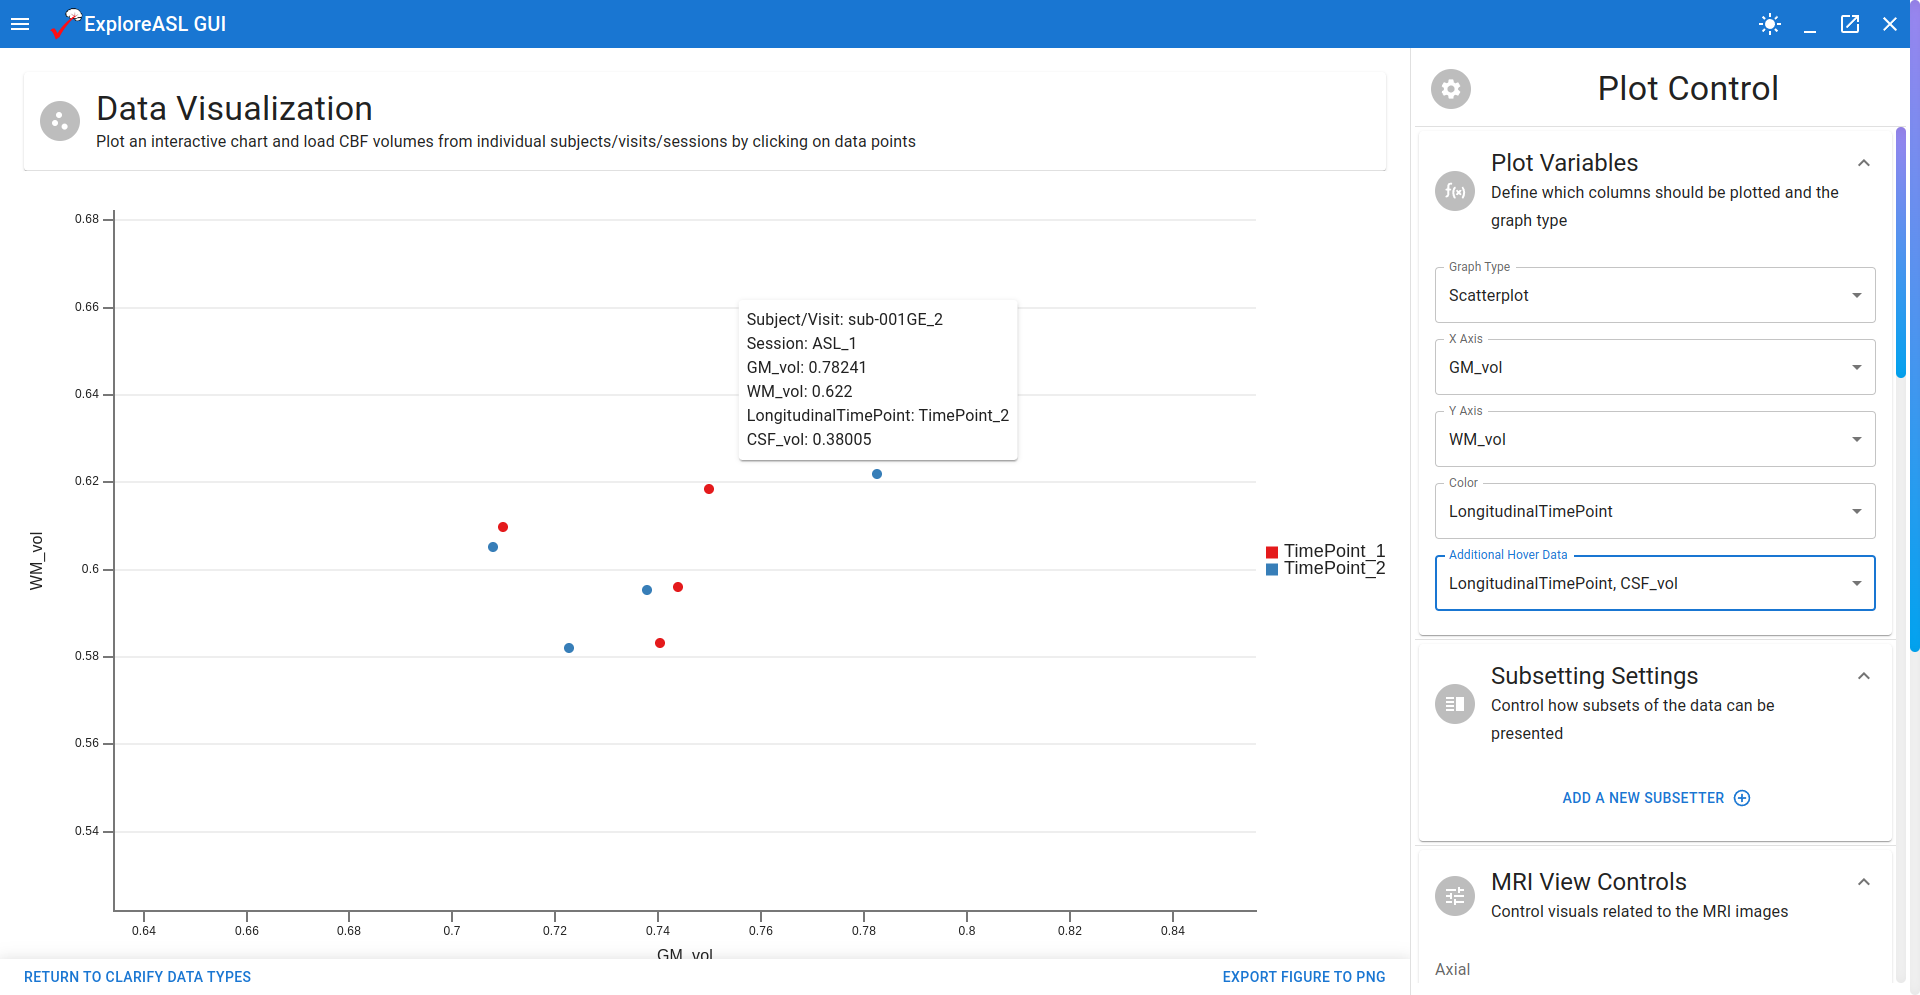 ExploreASL GUI
Data Visualization
Plot an interactive chart and load CBF volumes from individual subjects/visits/sessions by clicking on data points
0.68
0.66
0.64
0.62
0.6
0.58
0.56
0.54
WM_vol
Subject/Visit: sub-001GE_2
Session: ASL_1
GM_vol: 0.78241
WM_vol: 0.622
LongitudinalTimePoint: TimePoint_2
CSF_vol: 0.38005
TimePoint_1
TimePoint_2
0.64 0.66 0.68 0.7 0.72 0.74 0.76 0.78 0.8 0.82 0.84
GM_vol
RETURN TO CLARIFY DATA TYPES
EXPORT FIGURE TO PNG
Plot Control
Plot Variables
Define which columns should be plotted and the
graph type
Graph Type
Scatterplot
X Axis
GM_vol
Y Axis
WM_vol
Color
LongitudinalTimePoint
Additional Hover Data
LongitudinalTimePoint, CSF_vol
Subsetting Settings
Control how subsets of the data can be
presented
ADD A NEW SUBSETTER
MRI View Controls
Control visuals related to the MRI images
Axial
f(x)